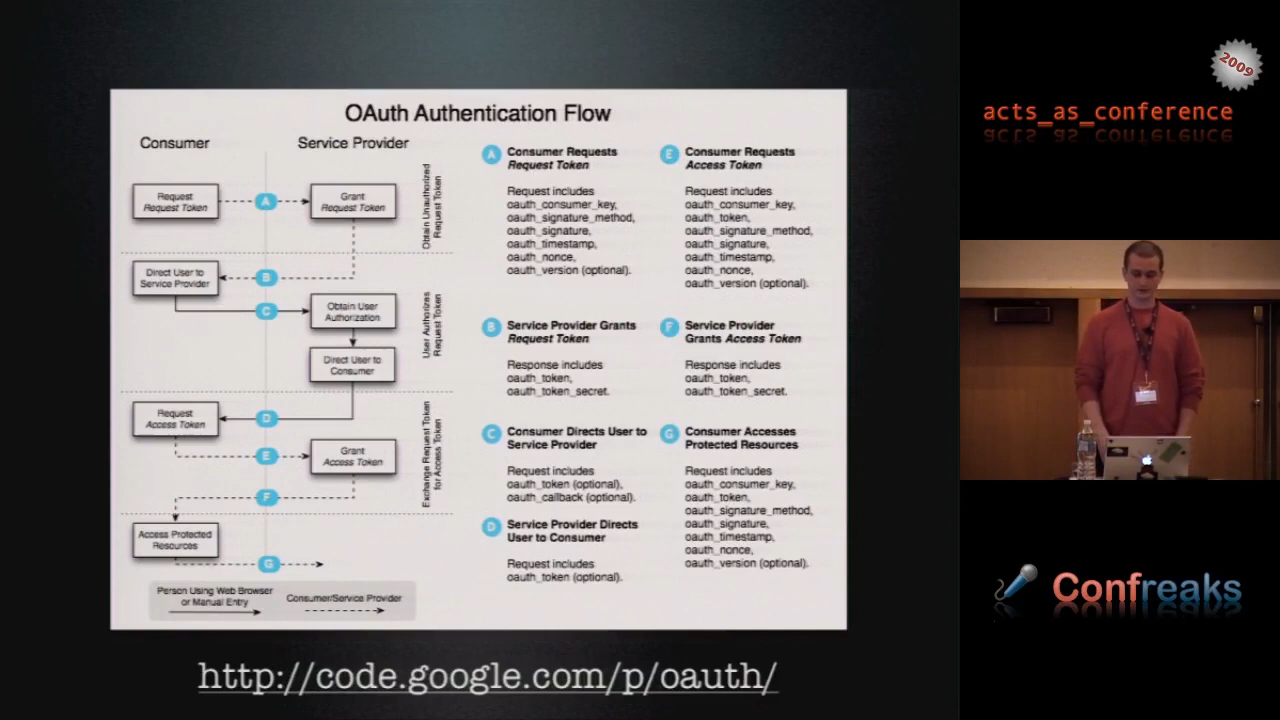 OAuth Authentication Flow
Consumer
Service Provider
Request
Request Token
A
Grant
Request Token
Obtain Unauthorized
Request Token
Direct User to
Service Provider
B
C
Obtain User
Authorization
Direct User to
Consumer
User Authorizes
Request Token
Request
Access Token
D
E
Grant
Access Token
F
Exchange Request Token
for Access Token
Access Protected
Resources
G
Person Using Web Browser
or Manual Entry
Consumer/Service Provider
A
Consumer Requests
Request Token
Request includes
oauth_consumer_key,
oauth_signature_method,
oauth_signature,
oauth_timestamp,
oauth_nonce,
oauth_version (optional).
B
Service Provider Grants
Request Token
Response includes
oauth_token,
oauth_token_secret.
C
Consumer Directs User to
Service Provider
Request includes
oauth_token (optional),
oauth_callback (optional).
D
Service Provider Directs
User to Consumer
Request includes
oauth_token (optional).
E
Consumer Requests
Access Token
Request includes
oauth_consumer_key,
oauth_token,
oauth_signature_method,
oauth_signature,
oauth_timestamp,
oauth_nonce,
oauth_version (optional).
F
Service Provider
Grants Access Token
Response includes
oauth_token,
oauth_token_secret.
G
Consumer Accesses
Protected Resources
Request includes
oauth_consumer_key,
oauth_token,
oauth_signature_method,
oauth_signature,
oauth_timestamp,
oauth_nonce,
oauth_version (optional).
http://code.google.com/p/oauth/
2009
acts_as_conference
Confreaks